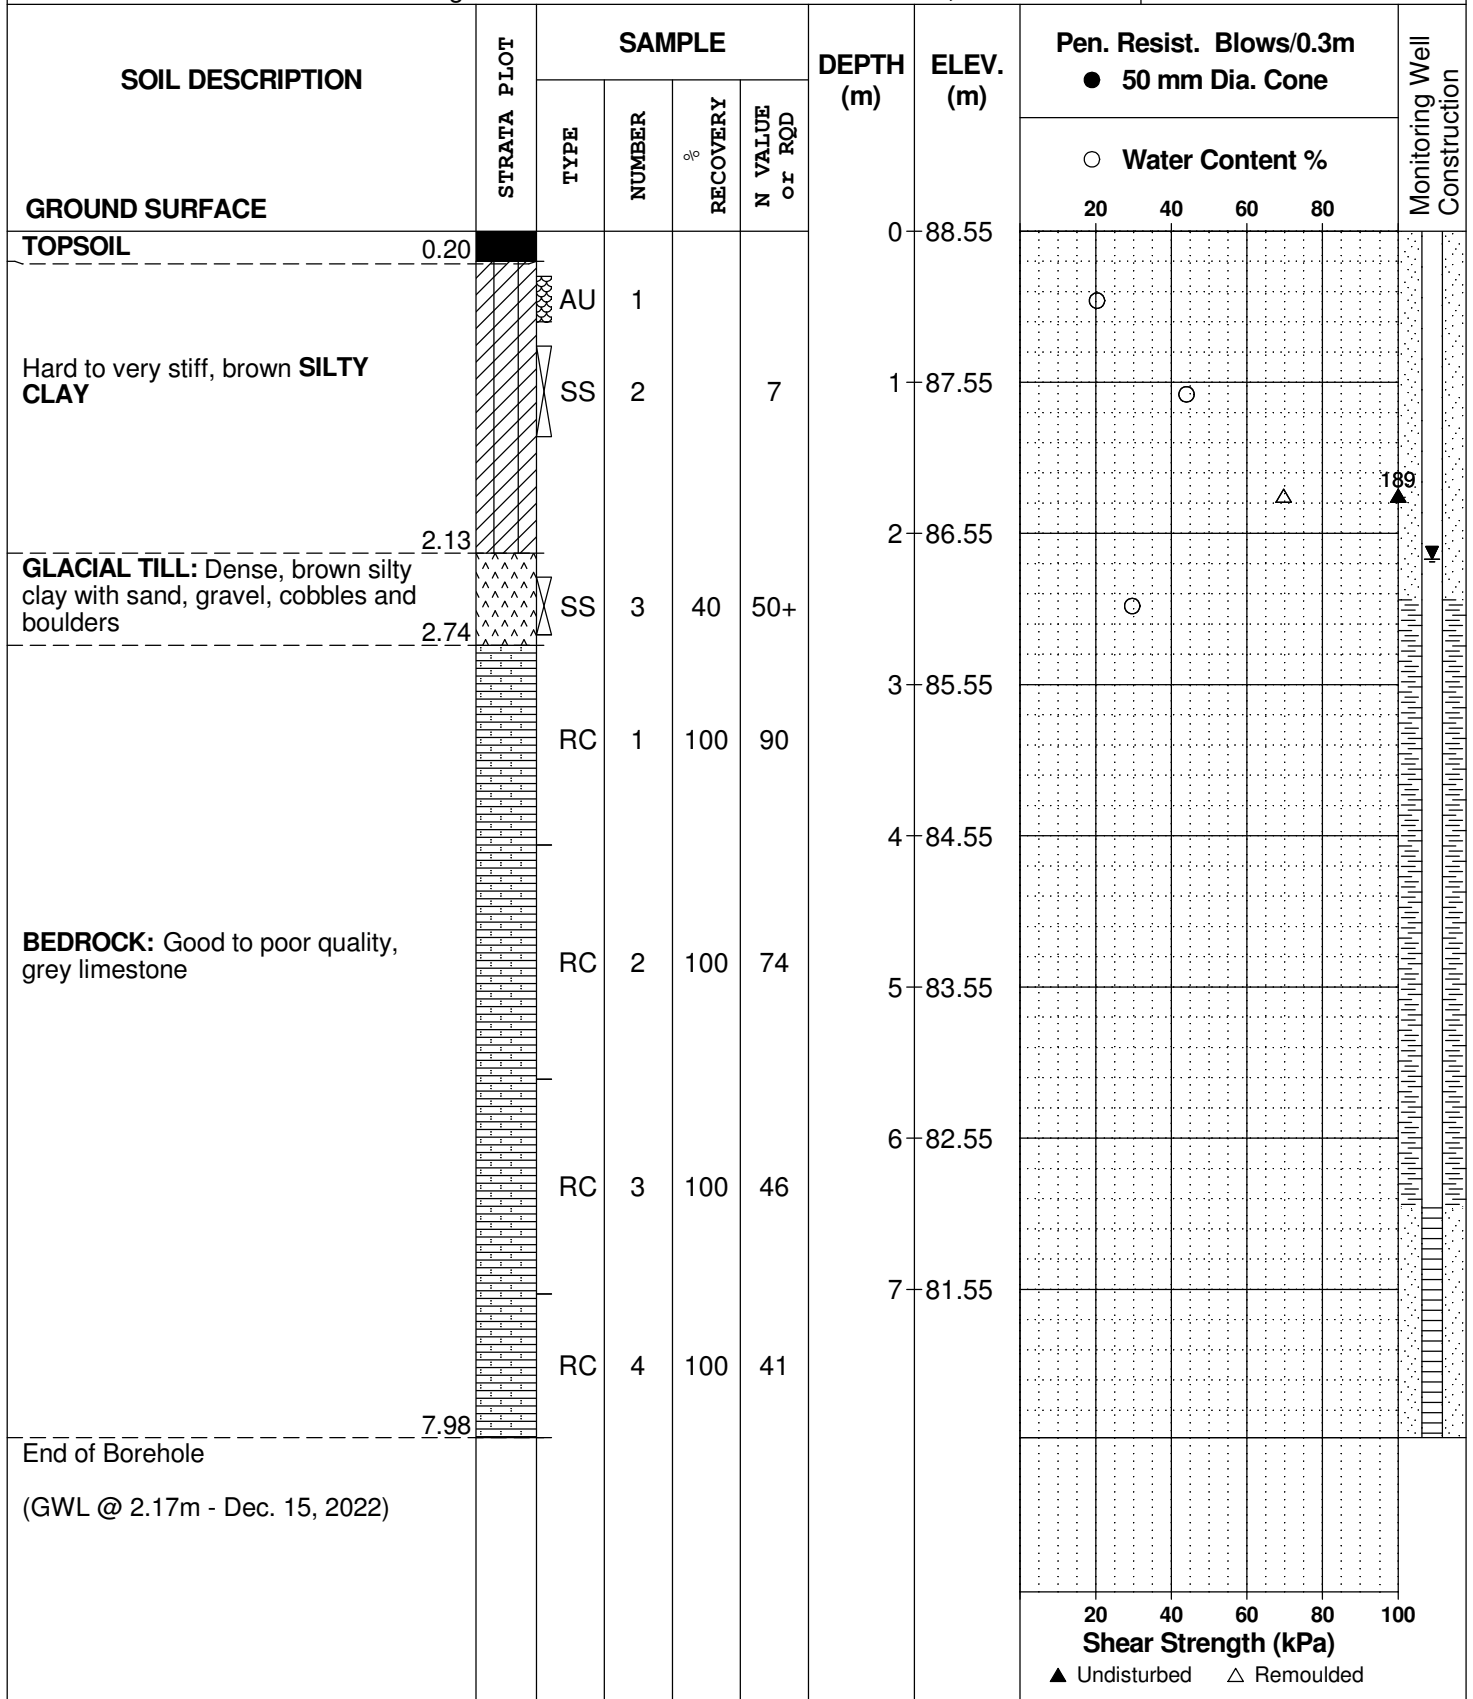 SOIL DESCRIPTION
GROUND SURFACE
STRATA PLOT
SAMPLE
TYPE
NUMBER
% RECOVERY
N VALUE or RQD
DEPTH (m)
ELEV. (m)
Pen. Resist. Blows/0.3m
● 50 mm Dia. Cone
○ Water Content %
20 40 60 80
Monitoring Well Construction
0 88.55
TOPSOIL 0.20
AU 1
Hard to very stiff, brown SILTY
CLAY
1 87.55
SS 2 7
189
2.13
2 86.55
GLACIAL TILL: Dense, brown silty
clay with sand, gravel, cobbles and
boulders
2.74
SS 3 40 50+
3 85.55
RC 1 100 90
4 84.55
BEDROCK: Good to poor quality,
grey limestone
RC 2 100 74
5 83.55
6 82.55
RC 3 100 46
7 81.55
RC 4 100 41
7.98
End of Borehole
(GWL @ 2.17m - Dec. 15, 2022)
20 40 60 80 100
Shear Strength (kPa)
▲ Undisturbed △ Remoulded